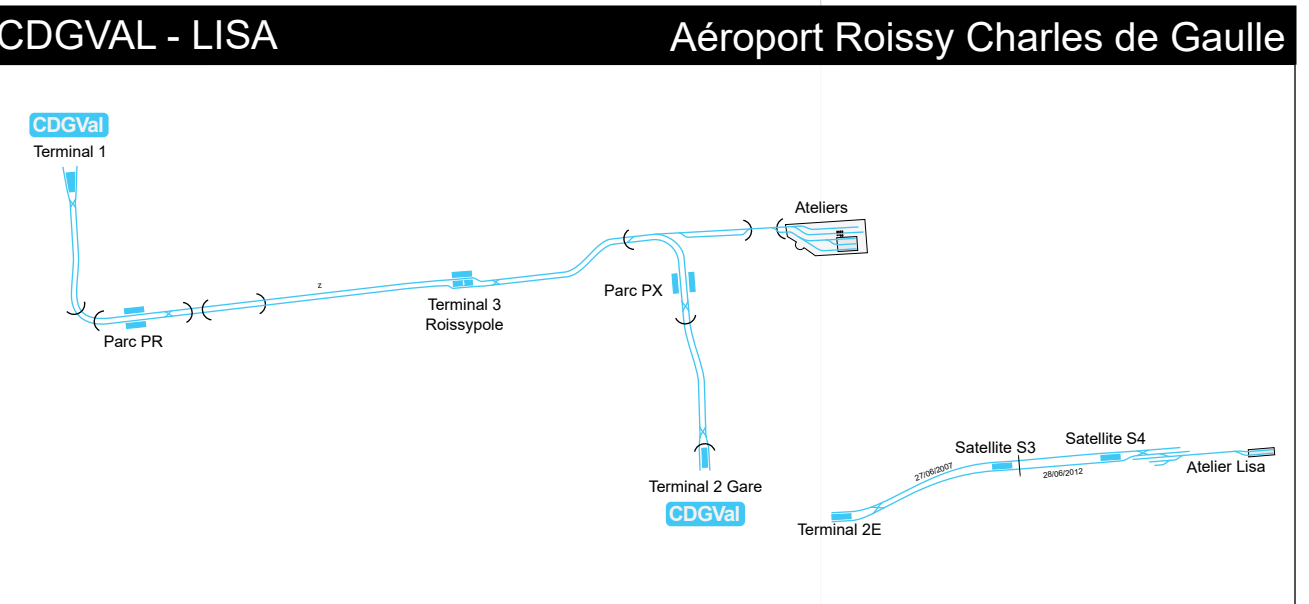 CDGVAL - LISA
Aéroport Roissy Charles de Gaulle
CDGVal
Terminal 1
Ateliers
z
Parc PX
Terminal 3
Roissypole
Parc PR
Satellite S4
Satellite S3
27/06/2007
28/06/2012
Atelier Lisa
Terminal 2 Gare
CDGVal
Terminal 2E